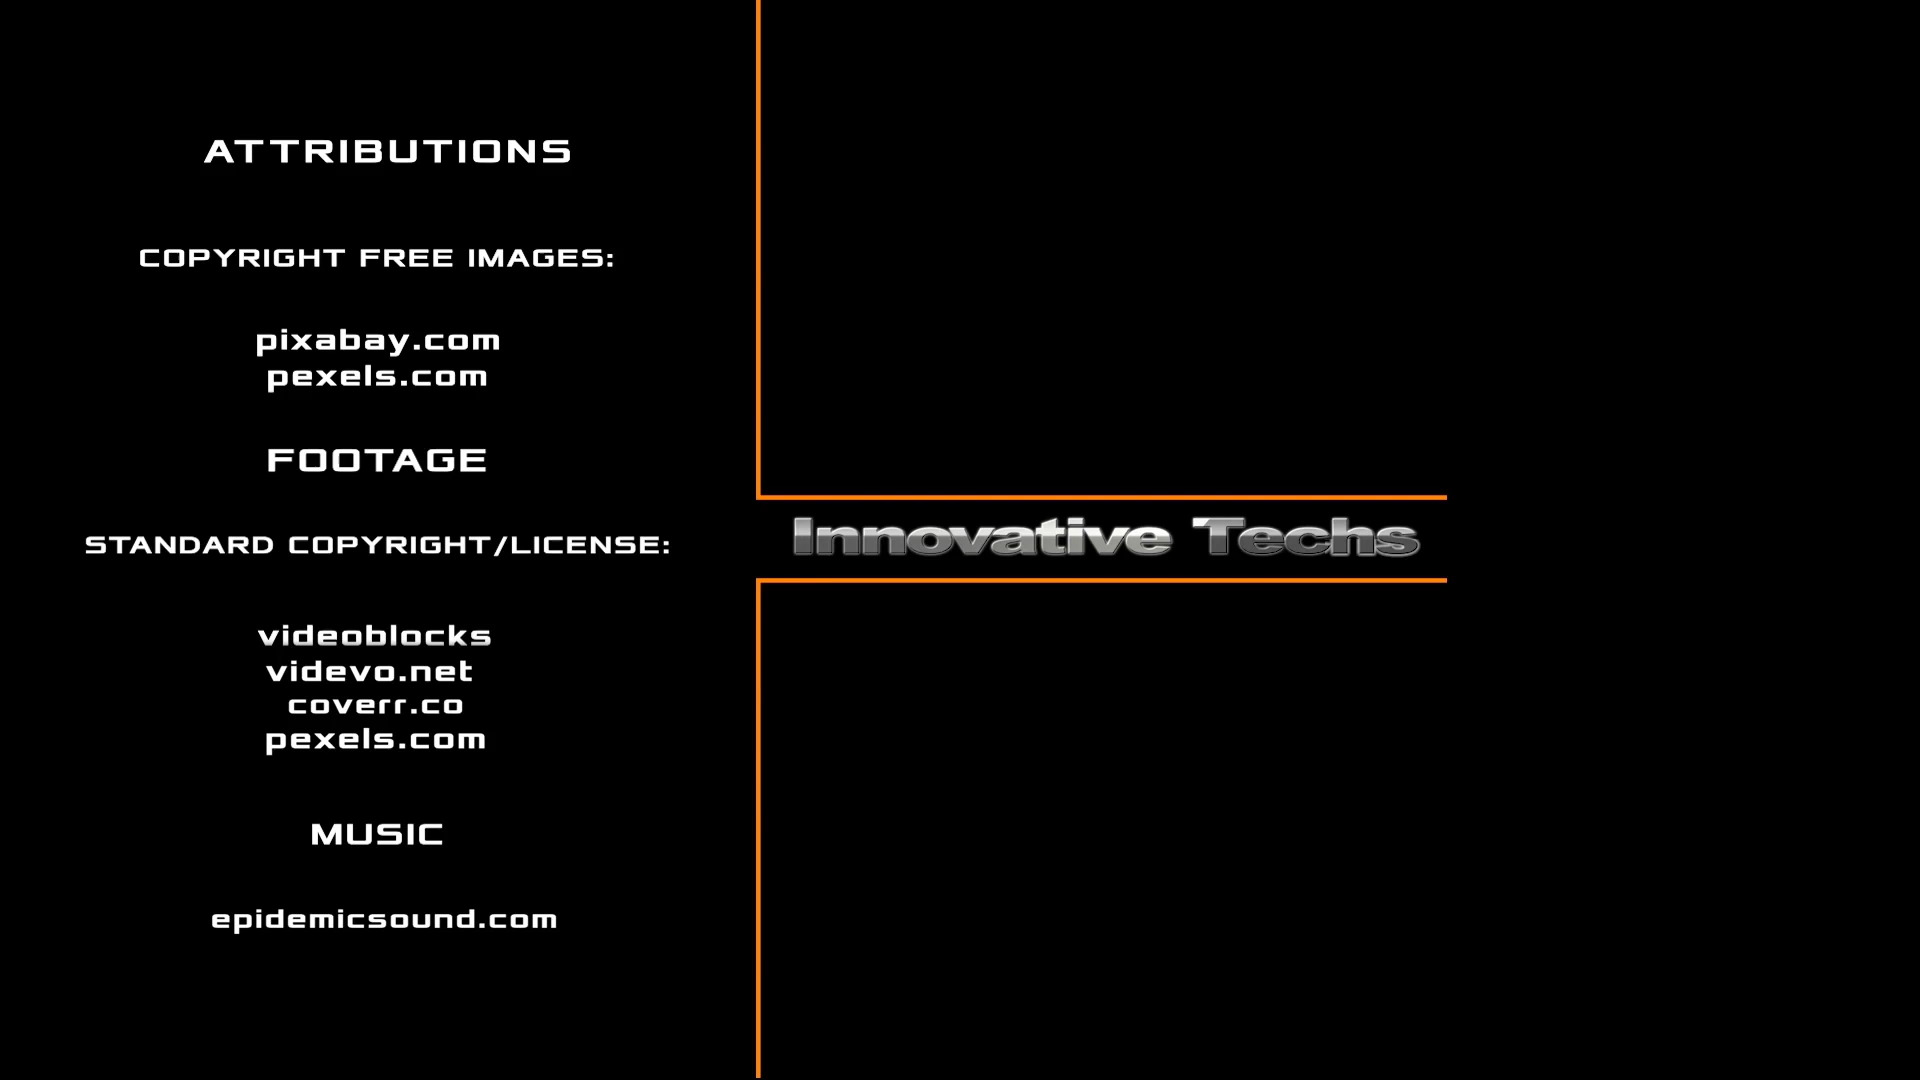 ATTRIBUTIONS
COPYRIGHT FREE IMAGES:
pixabay.com
pexels.com
FOOTAGE
STANDARD COPYRIGHT/LICENSE:
videoblocks
videvo.net
coverr.co
pexels.com
MUSIC
epidemicsound.com
Innovative Techs